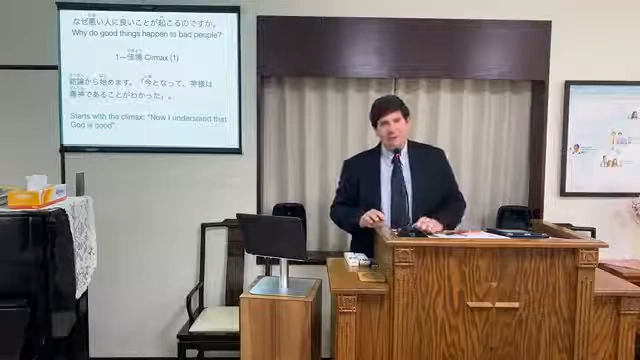 なぜ悪い人に良いことが起こるのですか。
Why do good things happen to bad people?
1—佳境 Climax (1)
結論から始めます。「今となって、神様は
善神であることがわかった」。
Starts with the climax: "Now I understand that
God is good".